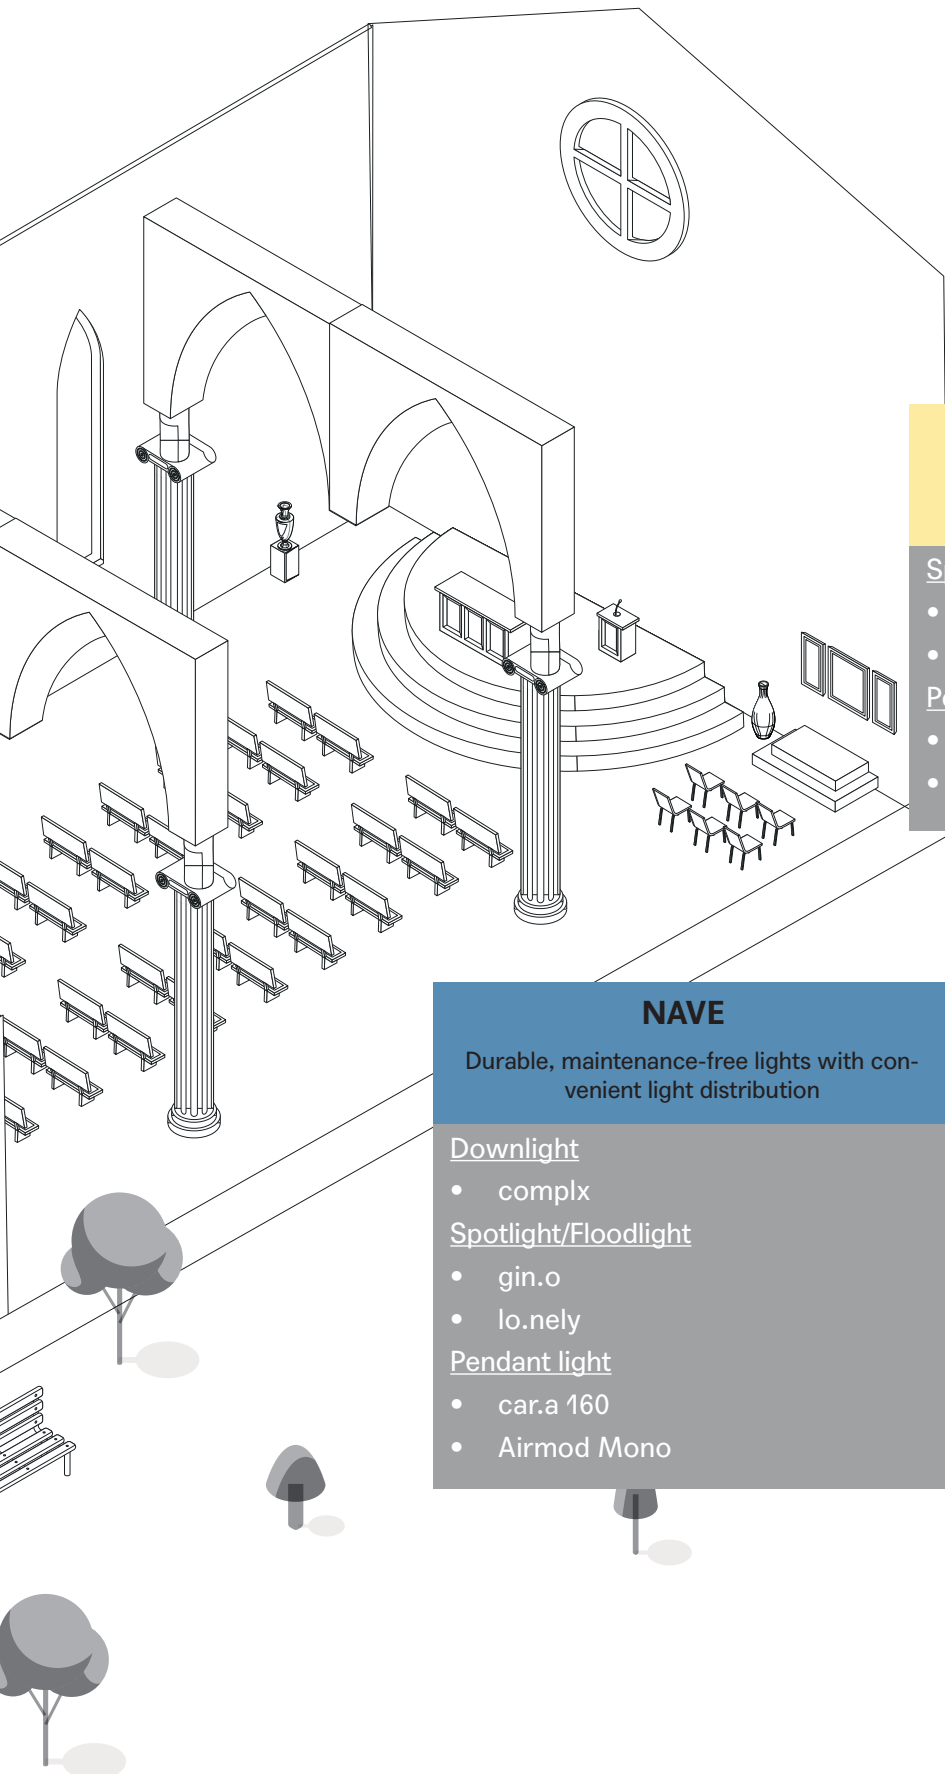 NAVE
Durable, maintenance-free lights with con-
venient light distribution
Downlight
• complx
Spotlight/Floodlight
• gin.o
• lo.nely
Pendant light
• car.a 160
• Airmod Mono